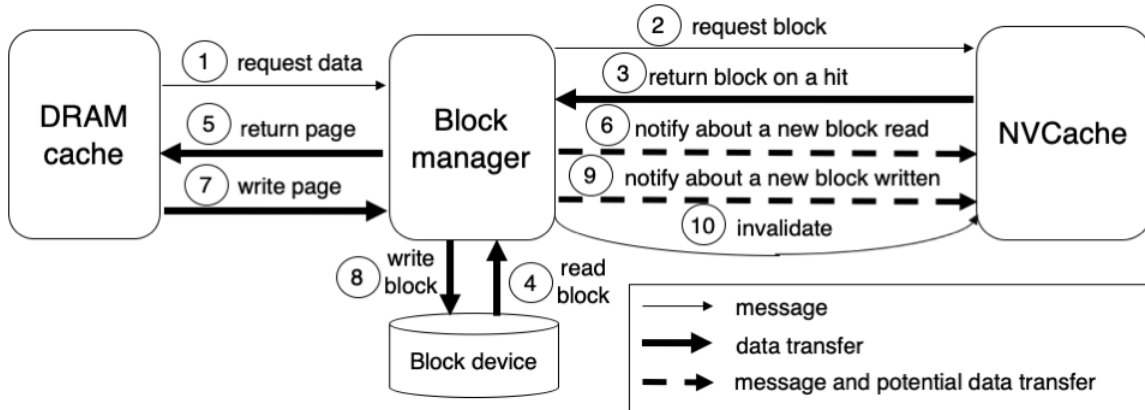 DRAM
cache
1 request data
5 return page
7 write page
Block
manager
2 request block
3 return block on a hit
6 notify about a new block read
9 notify about a new block written
10 invalidate
NVCache
8 write
block
4 read
block
Block device
message
data transfer
message and potential data transfer